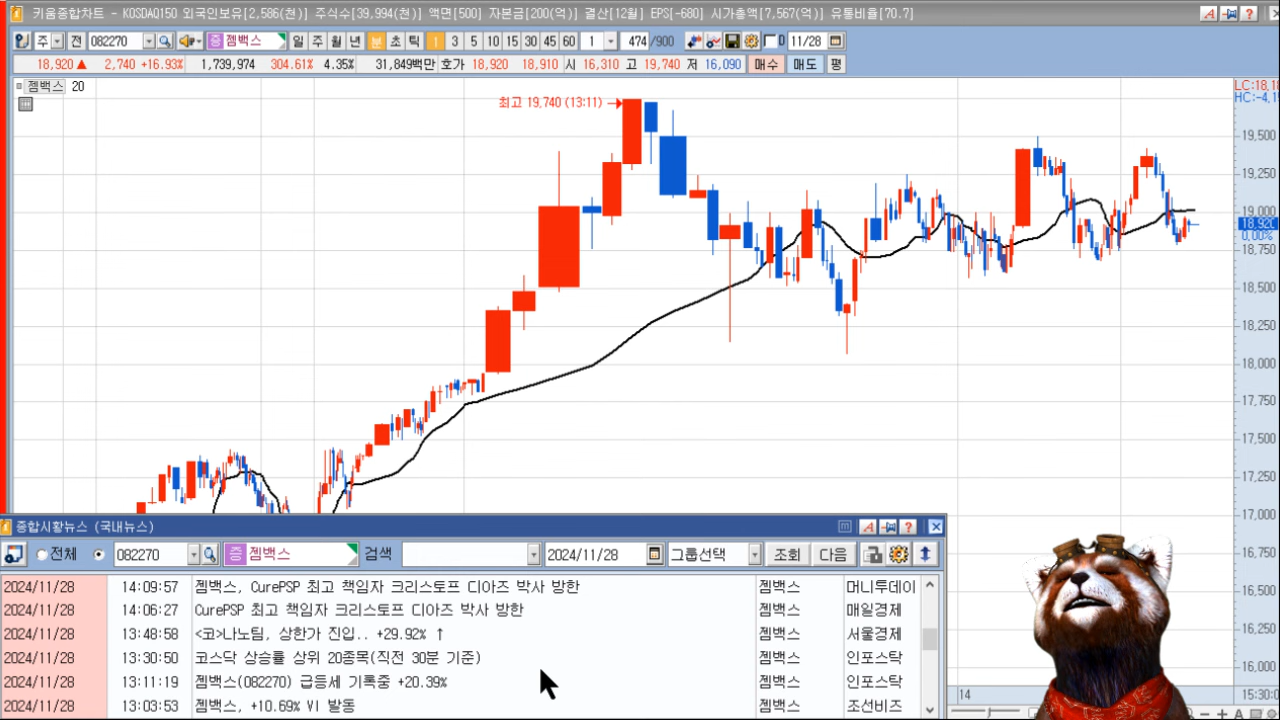 키움종합차트 - KOSDAQ150 외국인보유[2,586(천)] 주식수[39,994(천)] 액면[500] 자본금[200(억)] 결산[12월] EPS[-680] 시가총액[7,567(억)] 유통비율[70.7]
주 전 082270 증 젬백스 일 주 월 년 분 초 틱 1 3 5 10 15 30 45 60 1 474 /900 D 11/28
18,920 ▲ 2,740 +16.93% 1,739,974 304.61% 4.35% 31,849백만 호가 18,920 18,910 시 16,310 고 19,740 저 16,090 매수 매도 평
젬백스 20
최고 19,740 (13:11) →
LC:18,1
HC:-4,1
19,500
19,250
19,000
18,920
0,00%
18,750
18,500
18,250
18,000
17,750
17,500
17,250
17,000
16,750
16,500
16,250
16,000
14
15:30:0
종합시황뉴스 (국내뉴스)
전체 082270 증 젬백스 검색 2024/11/28 그룹선택 조회 다음
2024/11/28 14:09:57 젬백스, CurePSP 최고 책임자 크리스토프 디아즈 박사 방한 젬백스 머니투데이
2024/11/28 14:06:27 CurePSP 최고 책임자 크리스토프 디아즈 박사 방한 젬백스 매일경제
2024/11/28 13:48:58 <코>나노팀, 상한가 진입.. +29.92% ↑ 젬백스 서울경제
2024/11/28 13:30:50 코스닥 상승률 상위 20종목(직전 30분 기준) 젬백스 인포스탁
2024/11/28 13:11:19 젬백스(082270) 급등세 기록중 +20.39% 젬백스 인포스탁
2024/11/28 13:03:53 젬백스, +10.69% VI 발동 젬백스 조선비즈